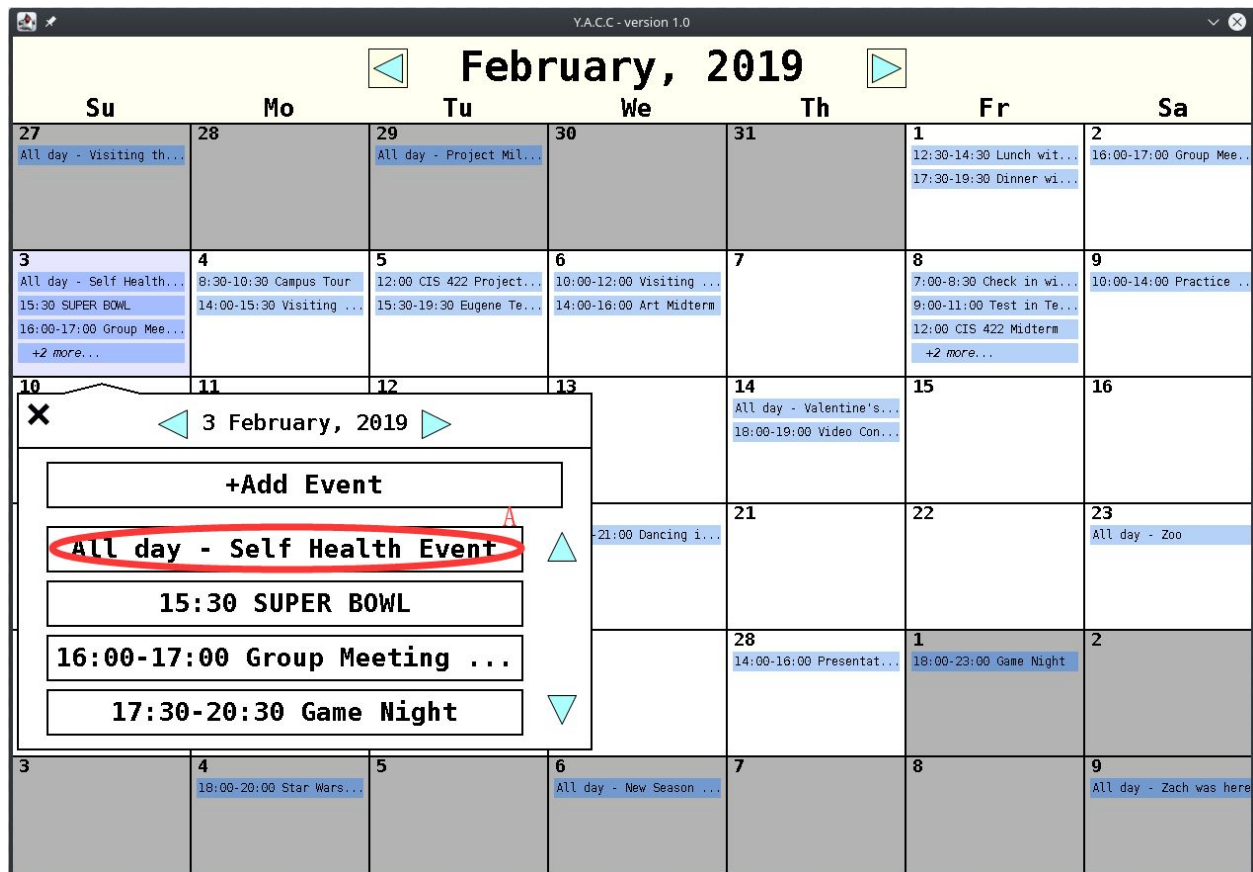 Y.A.C.C - version 1.0
February, 2019
Su Mo Tu We Th Fr Sa
27 28 29 30 31 1 2
All day - Visiting th... All day - Project Mil... 12:30-14:30 Lunch wit... 16:00-17:00 Group Mee..
17:30-19:30 Dinner wi...
3 4 5 6 7 8 9
All day - Self Health... 8:30-10:30 Campus Tour 12:00 CIS 422 Project... 10:00-12:00 Visiting ... 7:00-8:30 Check in wi... 10:00-14:00 Practice ..
15:30 SUPER BOWL 14:00-15:30 Visiting ... 15:30-19:30 Eugene Te... 14:00-16:00 Art Midterm 9:00-11:00 Test in Te...
16:00-17:00 Group Mee... 12:00 CIS 422 Midterm
+2 more... +2 more...
10 11 12 13 14 15 16
All day - Valentine's...
18:00-19:00 Video Con...
3 February, 2019
+Add Event
A
All day - Self Health Event
15:30 SUPER BOWL
16:00-17:00 Group Meeting ...
17:30-20:30 Game Night
21 22 23
-21:00 Dancing i... All day - Zoo
28 1 2
14:00-16:00 Presentat... 18:00-23:00 Game Night
3 4 5 6 7 8 9
18:00-20:00 Star Wars... All day - New Season ... All day - Zach was here